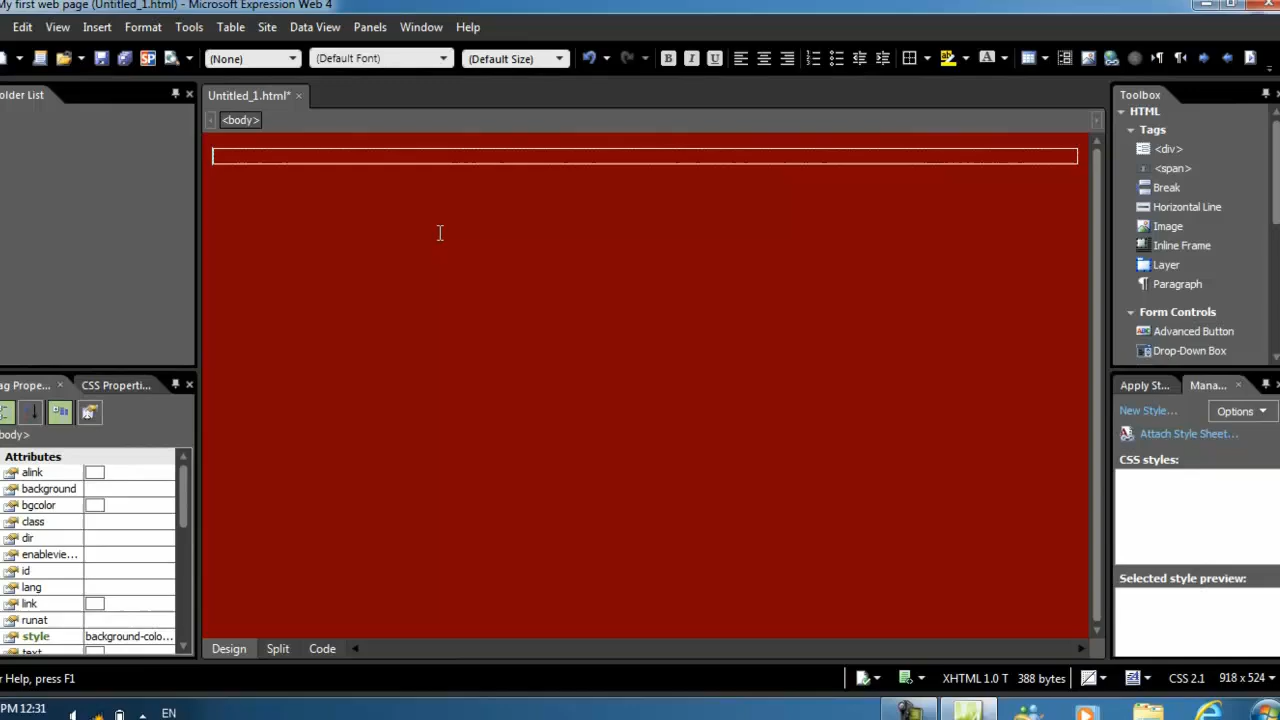 My first web page (Untitled_1.html) - Microsoft Expression Web 4
Edit View Insert Format Tools Table Site Data View Panels Window Help
(None) (Default Font) (Default Size) B I U A
older List
Untitled_1.html* ×
<body>
Toolbox
HTML
Tags
<div>
<span>
Break
Horizontal Line
Image
Inline Frame
Layer
Paragraph
Form Controls
Advanced Button
Drop-Down Box
ag Prope... CSS Properti...
body>
Attributes
alink
background
bgcolor
class
dir
enablevie...
id
lang
link
runat
style background-colo...
text
Apply St... Mana...
New Style... Options
Attach Style Sheet...
CSS styles:
Selected style preview:
Design Split Code
r Help, press F1 XHTML 1.0 T 388 bytes CSS 2.1 918 x 524
PM 12:31 EN